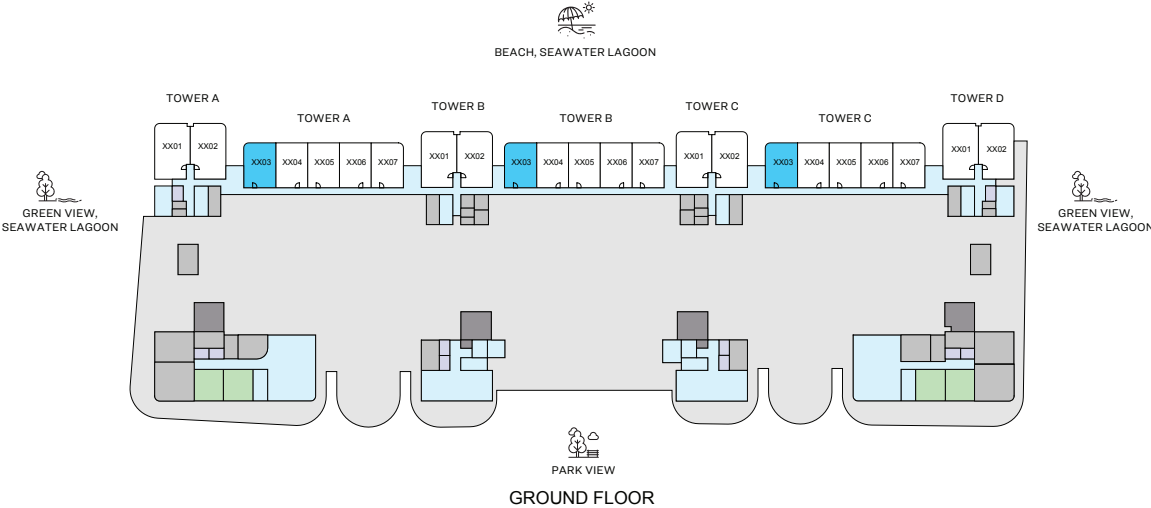 BEACH, SEAWATER LAGOON
TOWER A
TOWER A
TOWER B
TOWER B
TOWER C
TOWER C
TOWER D
XX01 XX02
XX03 XX04 XX05 XX06 XX07
XX01 XX02
XX03 XX04 XX05 XX06 XX07
XX01 XX02
XX03 XX04 XX05 XX06 XX07
XX01 XX02
GREEN VIEW,
SEAWATER LAGOON
GREEN VIEW,
SEAWATER LAGOON
PARK VIEW
GROUND FLOOR